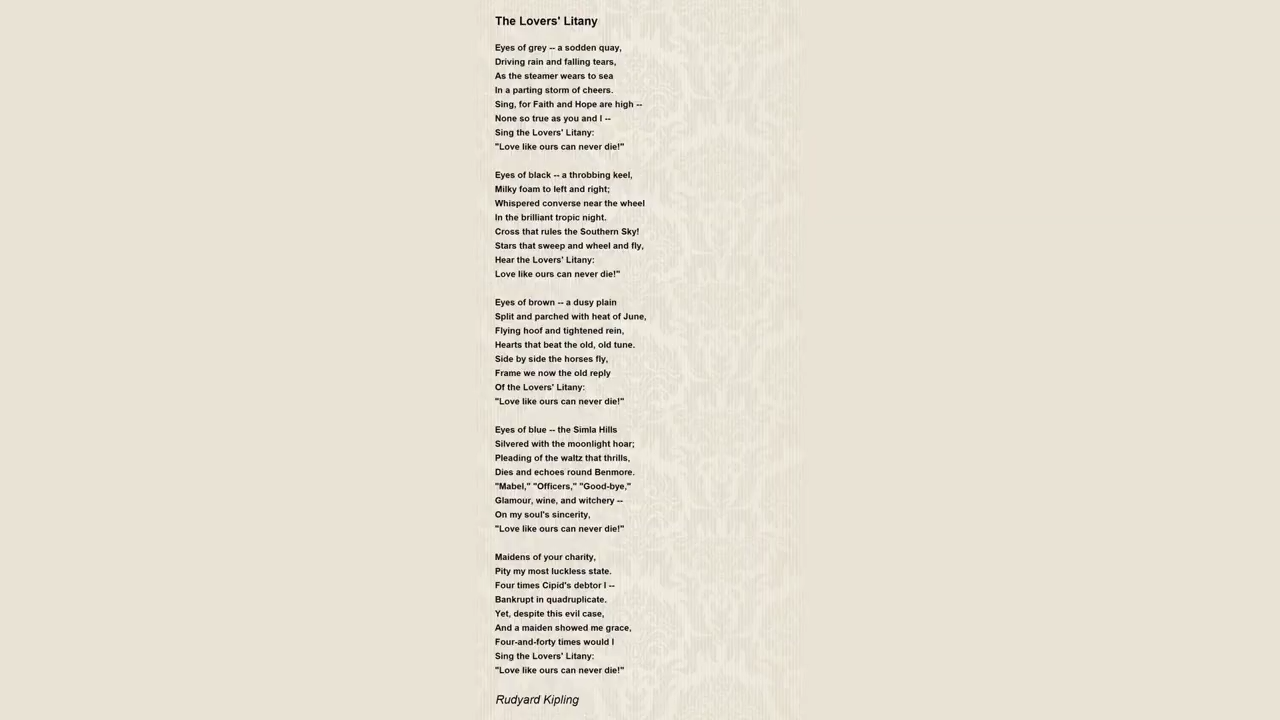 The Lovers' Litany
Eyes of grey -- a sodden quay,
Driving rain and falling tears,
As the steamer wears to sea
In a parting storm of cheers.
Sing, for Faith and Hope are high --
None so true as you and I --
Sing the Lovers' Litany:
"Love like ours can never die!"
Eyes of black -- a throbbing keel,
Milky foam to left and right;
Whispered converse near the wheel
In the brilliant tropic night.
Cross that rules the Southern Sky!
Stars that sweep and wheel and fly,
Hear the Lovers' Litany:
Love like ours can never die!"
Eyes of brown -- a dusy plain
Split and parched with heat of June,
Flying hoof and tightened rein,
Hearts that beat the old, old tune.
Side by side the horses fly,
Frame we now the old reply
Of the Lovers' Litany:
"Love like ours can never die!"
Eyes of blue -- the Simla Hills
Silvered with the moonlight hoar;
Pleading of the waltz that thrills,
Dies and echoes round Benmore.
"Mabel," "Officers," "Good-bye,"
Glamour, wine, and witchery --
On my soul's sincerity,
"Love like ours can never die!"
Maidens of your charity,
Pity my most luckless state.
Four times Cipid's debtor I --
Bankrupt in quadruplicate.
Yet, despite this evil case,
And a maiden showed me grace,
Four-and-forty times would I
Sing the Lovers' Litany:
"Love like ours can never die!"
Rudyard Kipling